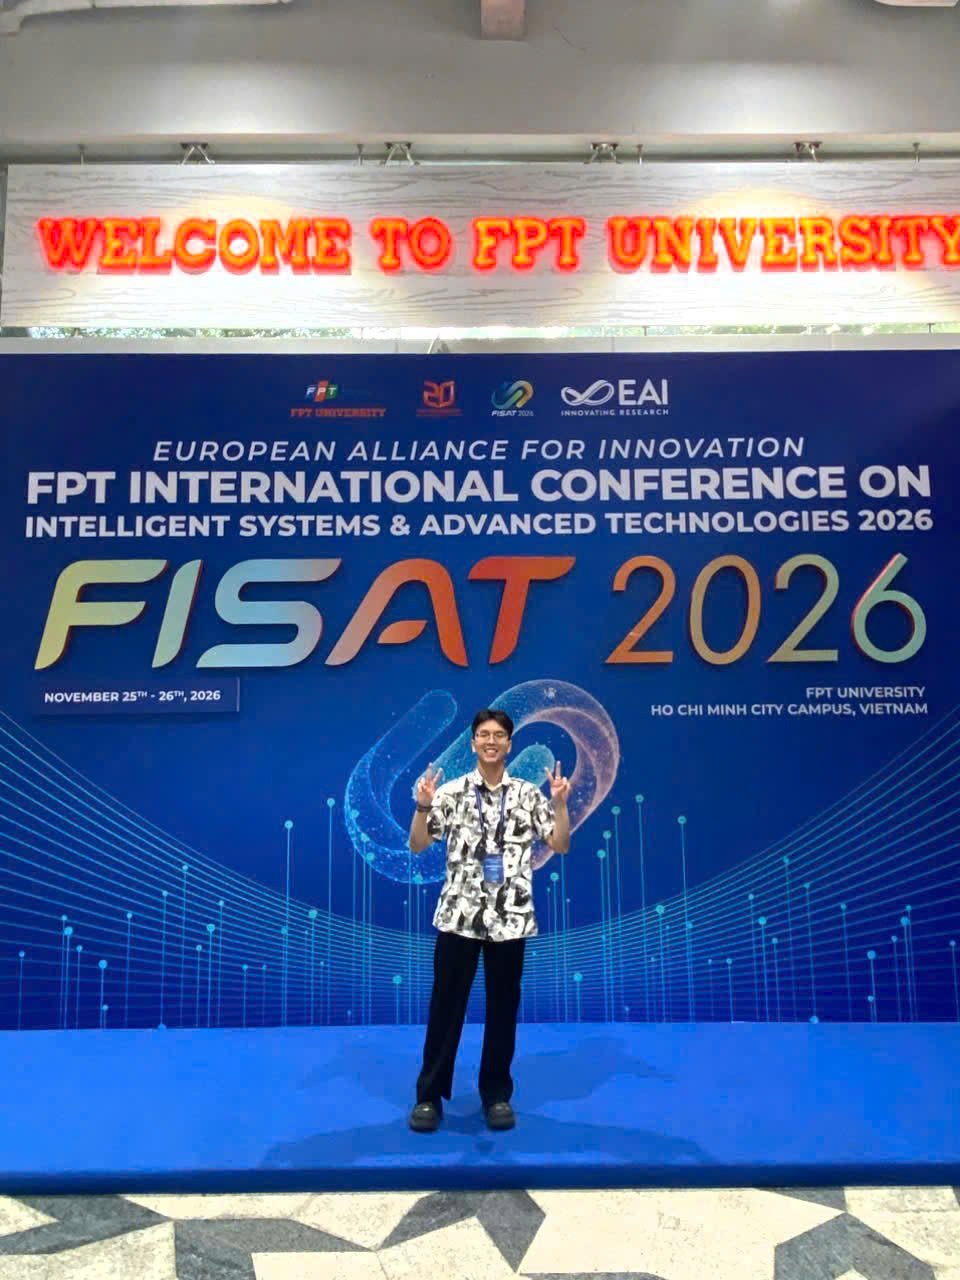 WELCOME TO FPT UNIVERSITY
FPT
FPT UNIVERSITY
20
FISAT 2026
EAI
INNOVATING RESEARCH
EUROPEAN ALLIANCE FOR INNOVATION
FPT INTERNATIONAL CONFERENCE ON
INTELLIGENT SYSTEMS & ADVANCED TECHNOLOGIES 2026
FISAT 2026
NOVEMBER 25TH - 26TH, 2026
FPT UNIVERSITY
HO CHI MINH CITY CAMPUS, VIETNAM